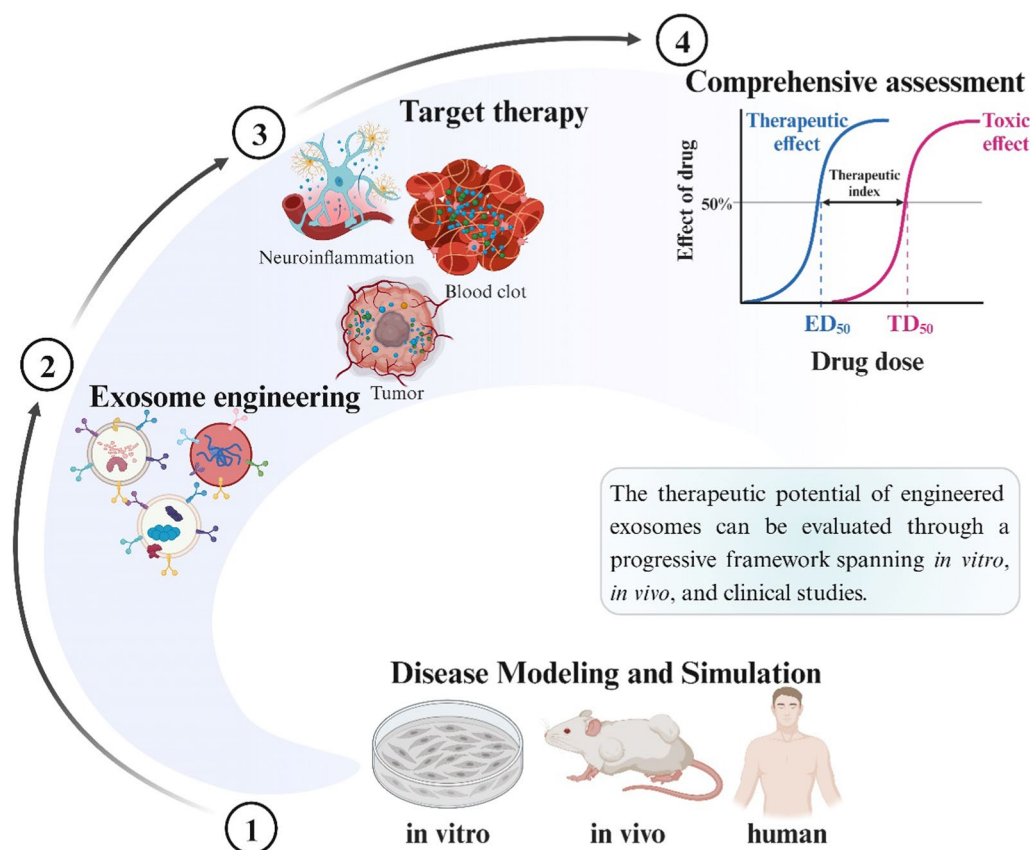 4
Comprehensive assessment
Therapeutic
effect
Toxic
effect
Therapeutic
index
50%
Effect of drug
ED50
TD50
Drug dose
3
Target therapy
Neuroinflammation
Blood clot
Tumor
2
Exosome engineering
The therapeutic potential of engineered
exosomes can be evaluated through a
progressive framework spanning in vitro,
in vivo, and clinical studies.
Disease Modeling and Simulation
1
in vitro
in vivo
human